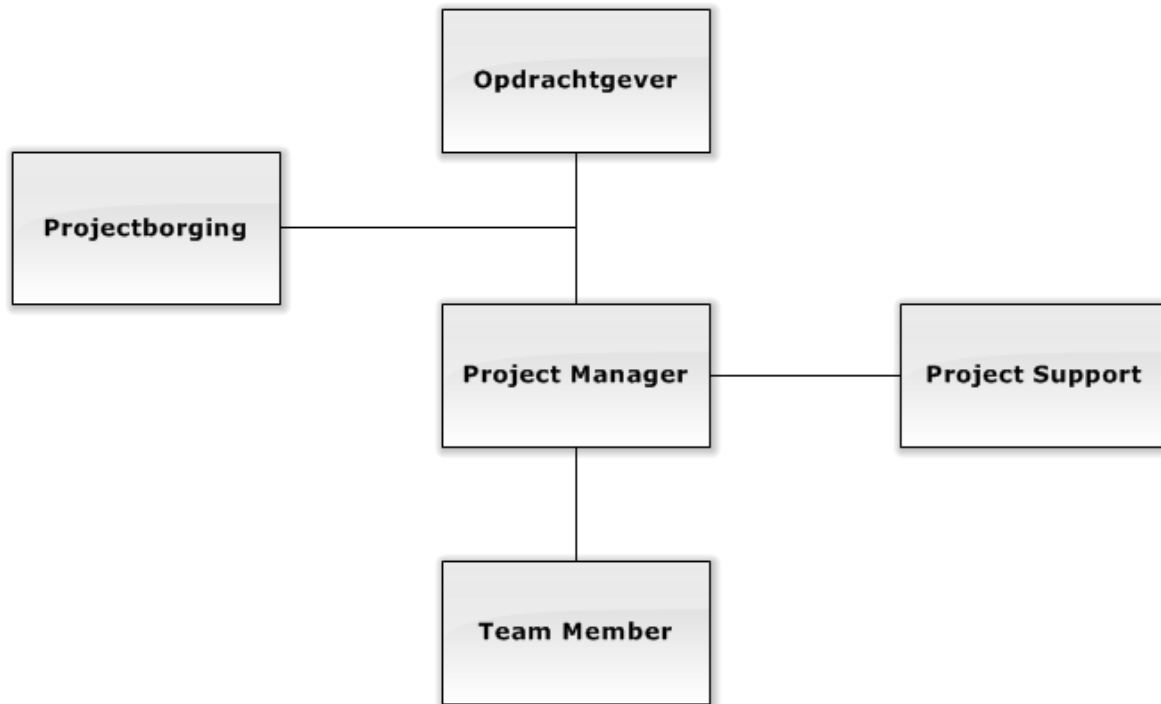 Opdrachtgever
Projectborging
Project Manager
Project Support
Team Member